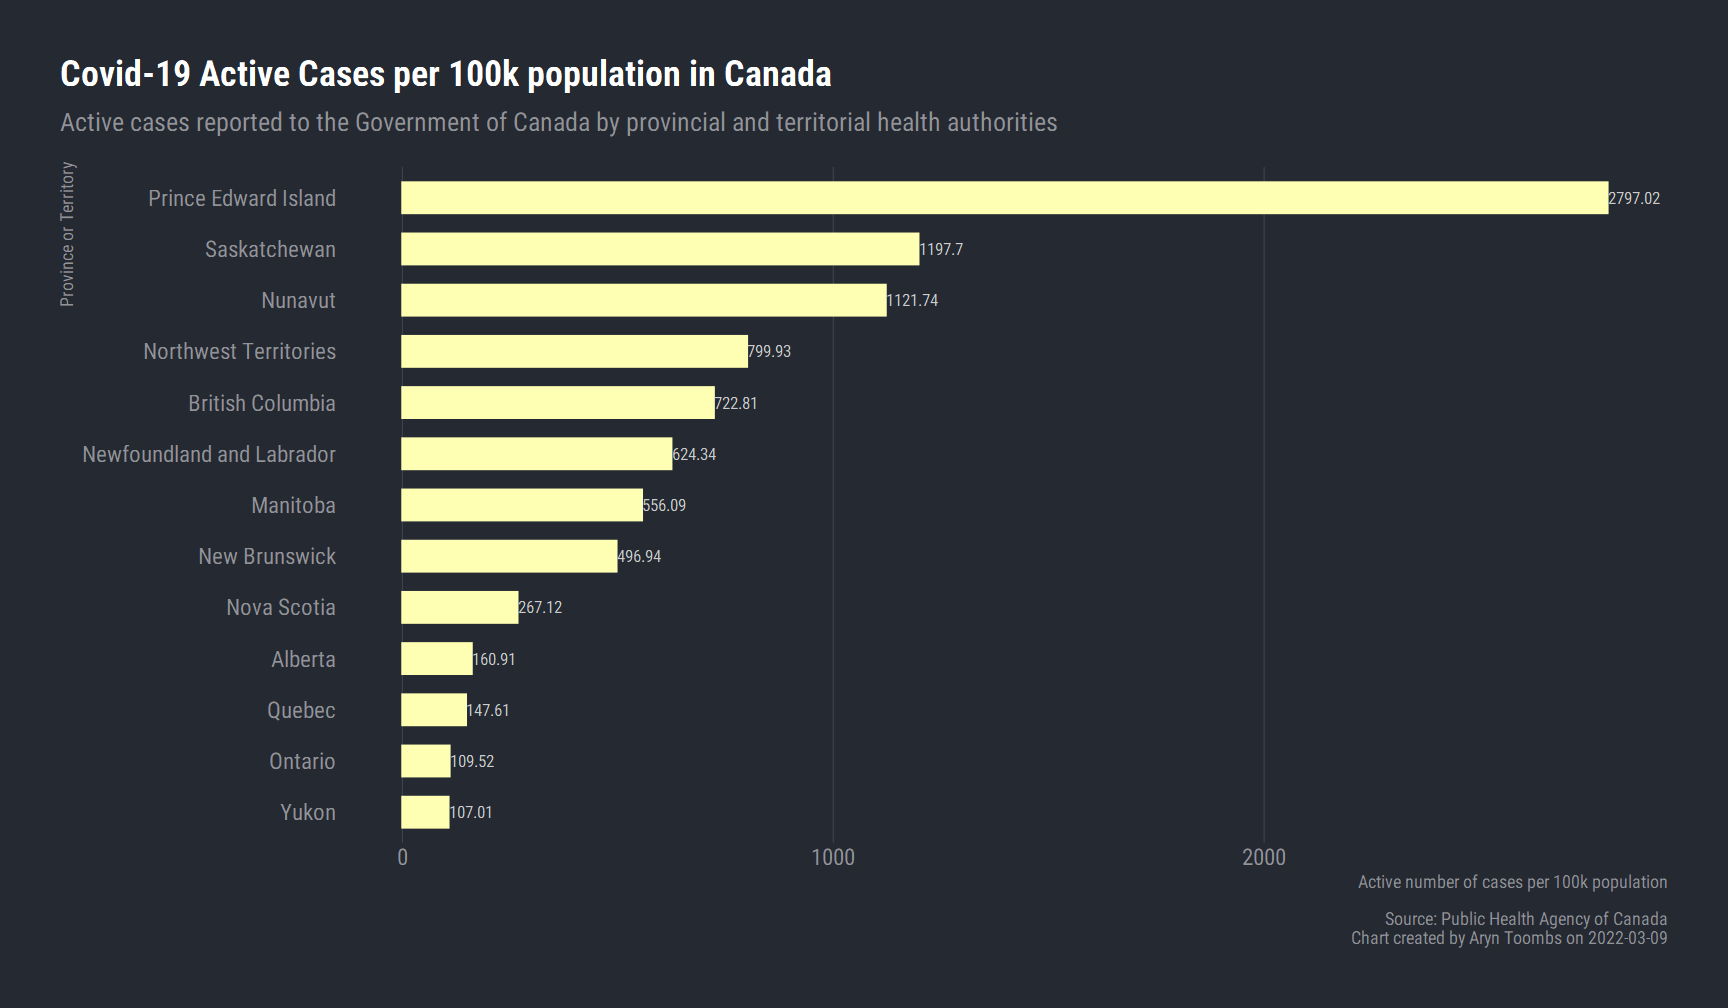 Covid-19 Active Cases per 100k population in Canada
Active cases reported to the Government of Canada by provincial and territorial health authorities
Province or Territory
Prince Edward Island 2797.02
Saskatchewan 1197.7
Nunavut 1121.74
Northwest Territories 799.93
British Columbia 722.81
Newfoundland and Labrador 624.34
Manitoba 556.09
New Brunswick 496.94
Nova Scotia 267.12
Alberta 160.91
Quebec 147.61
Ontario 109.52
Yukon 107.01
0 1000 2000
Active number of cases per 100k population
Source: Public Health Agency of Canada
Chart created by Aryn Toombs on 2022-03-09